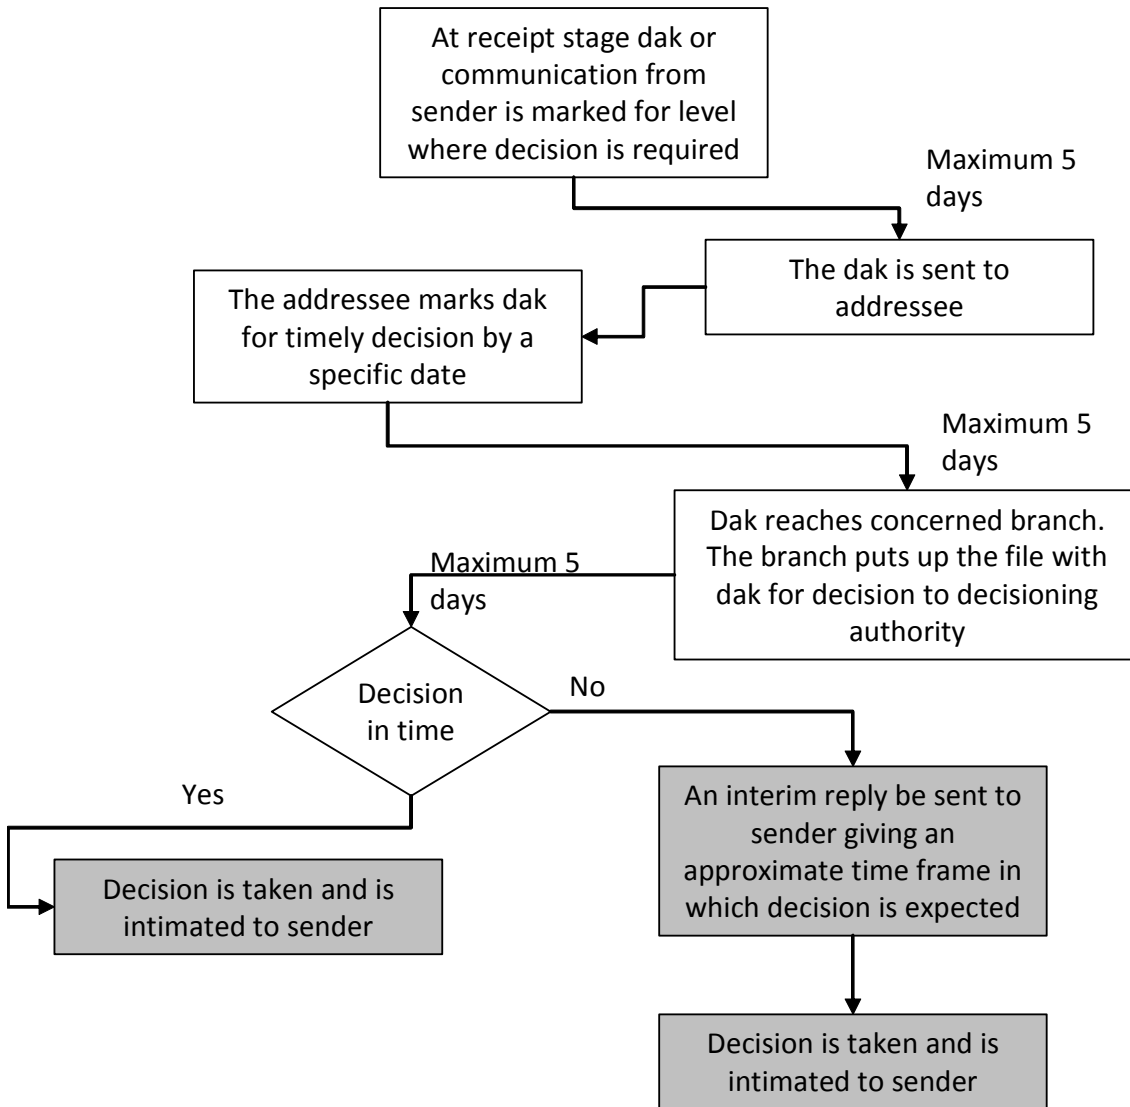 At receipt stage dak or
communication from
sender is marked for level
where decision is required
Maximum 5
days
The dak is sent to
addressee
The addressee marks dak
for timely decision by a
specific date
Maximum 5
days
Dak reaches concerned branch.
The branch puts up the file with
dak for decision to decisioning
authority
Maximum 5
days
Decision
in time
No
Yes
An interim reply be sent to
sender giving an
approximate time frame in
which decision is expected
Decision is taken and is
intimated to sender
Decision is taken and is
intimated to sender